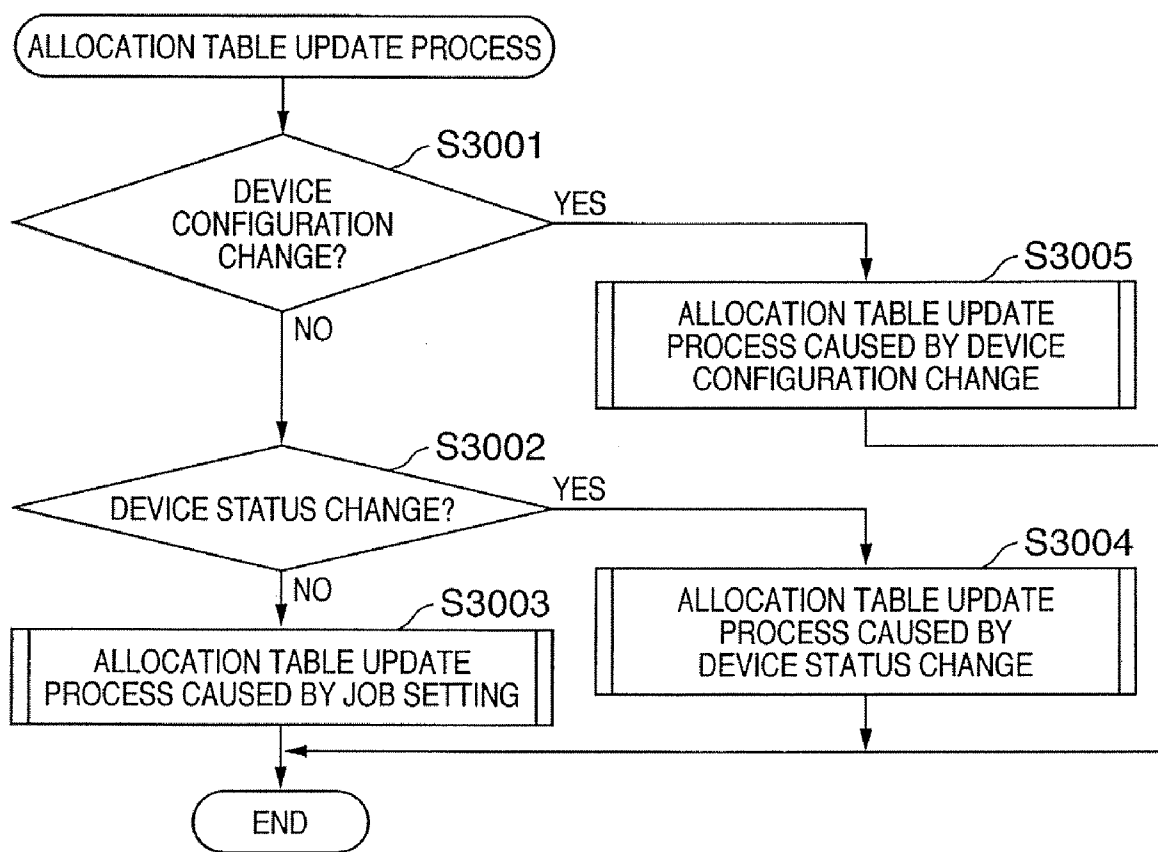 ALLOCATION TABLE UPDATE PROCESS
S3001
DEVICE
CONFIGURATION
CHANGE?
YES
NO
S3005
ALLOCATION TABLE UPDATE
PROCESS CAUSED BY DEVICE
CONFIGURATION CHANGE
S3002
DEVICE STATUS CHANGE?
YES
NO
S3004
ALLOCATION TABLE UPDATE
PROCESS CAUSED BY
DEVICE STATUS CHANGE
S3003
ALLOCATION TABLE UPDATE
PROCESS CAUSED BY JOB SETTING
END